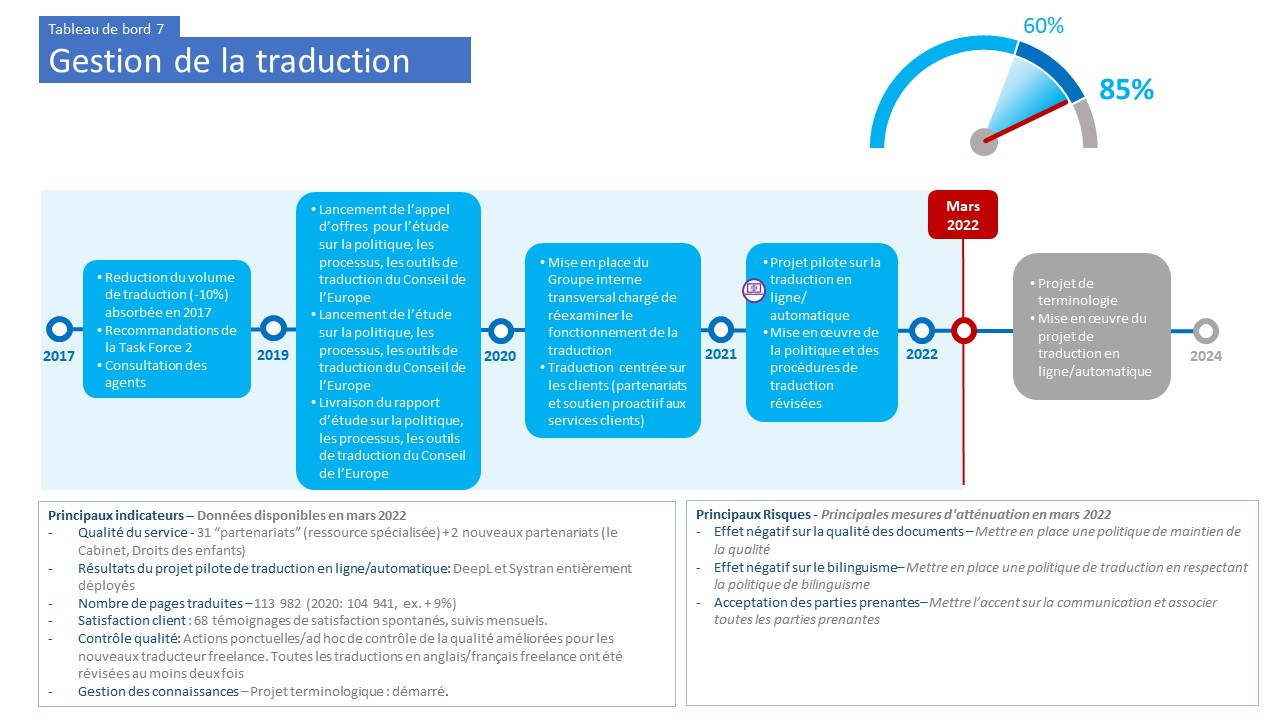 Tableau de bord 7
Gestion de la traduction
60%
85%
Mars
2022
• Reduction du volume
de traduction (-10%)
absorbée en 2017
• Recommandations de
la Task Force 2
• Consultation des
agents
• Lancement de l'appel
d'offres pour l'étude
sur la politique, les
processus, les outils de
traduction du Conseil de
l'Europe
• Lancement de l'étude
sur la politique, les
processus, les outils de
traduction du Conseil de
l'Europe
• Livraison du rapport
d'étude sur la politique,
les processus, les outils
de traduction du Conseil
de l'Europe
• Mise en place du
Groupe interne
transversal chargé de
réexaminer le
fonctionnement de la
traduction
• Traduction centrée sur
les clients (partenariats
et soutien proactiif aux
services clients)
• Projet pilote sur la
traduction en
ligne/
automatique
• Mise en œuvre de
la politique et des
procédures de
traduction
révisées
• Projet de
terminologie
• Mise en œuvre du
projet de
traduction en
ligne/automatique
2017
2019
2020
2021
2022
2024
Principaux indicateurs – Données disponibles en mars 2022
- Qualité du service - 31 “partenariats” (ressource spécialisée) + 2 nouveaux partenariats (le
Cabinet, Droits des enfants)
- Résultats du projet pilote de traduction en ligne/automatique: DeepL et Systran entièrement
déployés
- Nombre de pages traduites – 113 982 (2020: 104 941, ex. + 9%)
- Satisfaction client : 68 témoignages de satisfaction spontanés, suivis mensuels.
- Contrôle qualité: Actions ponctuelles/ad hoc de contrôle de la qualité améliorées pour les
nouveaux traducteur freelance. Toutes les traductions en anglais/français freelance ont été
révisées au moins deux fois
- Gestion des connaissances – Projet terminologique : démarré.
Principaux Risques - Principales mesures d'atténuation en mars 2022
- Effet négatif sur la qualité des documents – Mettre en place une politique de maintien de
la qualité
- Effet négatif sur le bilinguisme– Mettre en place une politique de traduction en respectant
la politique de bilinguisme
- Acceptation des parties prenantes– Mettre l'accent sur la communication et associer
toutes les parties prenantes